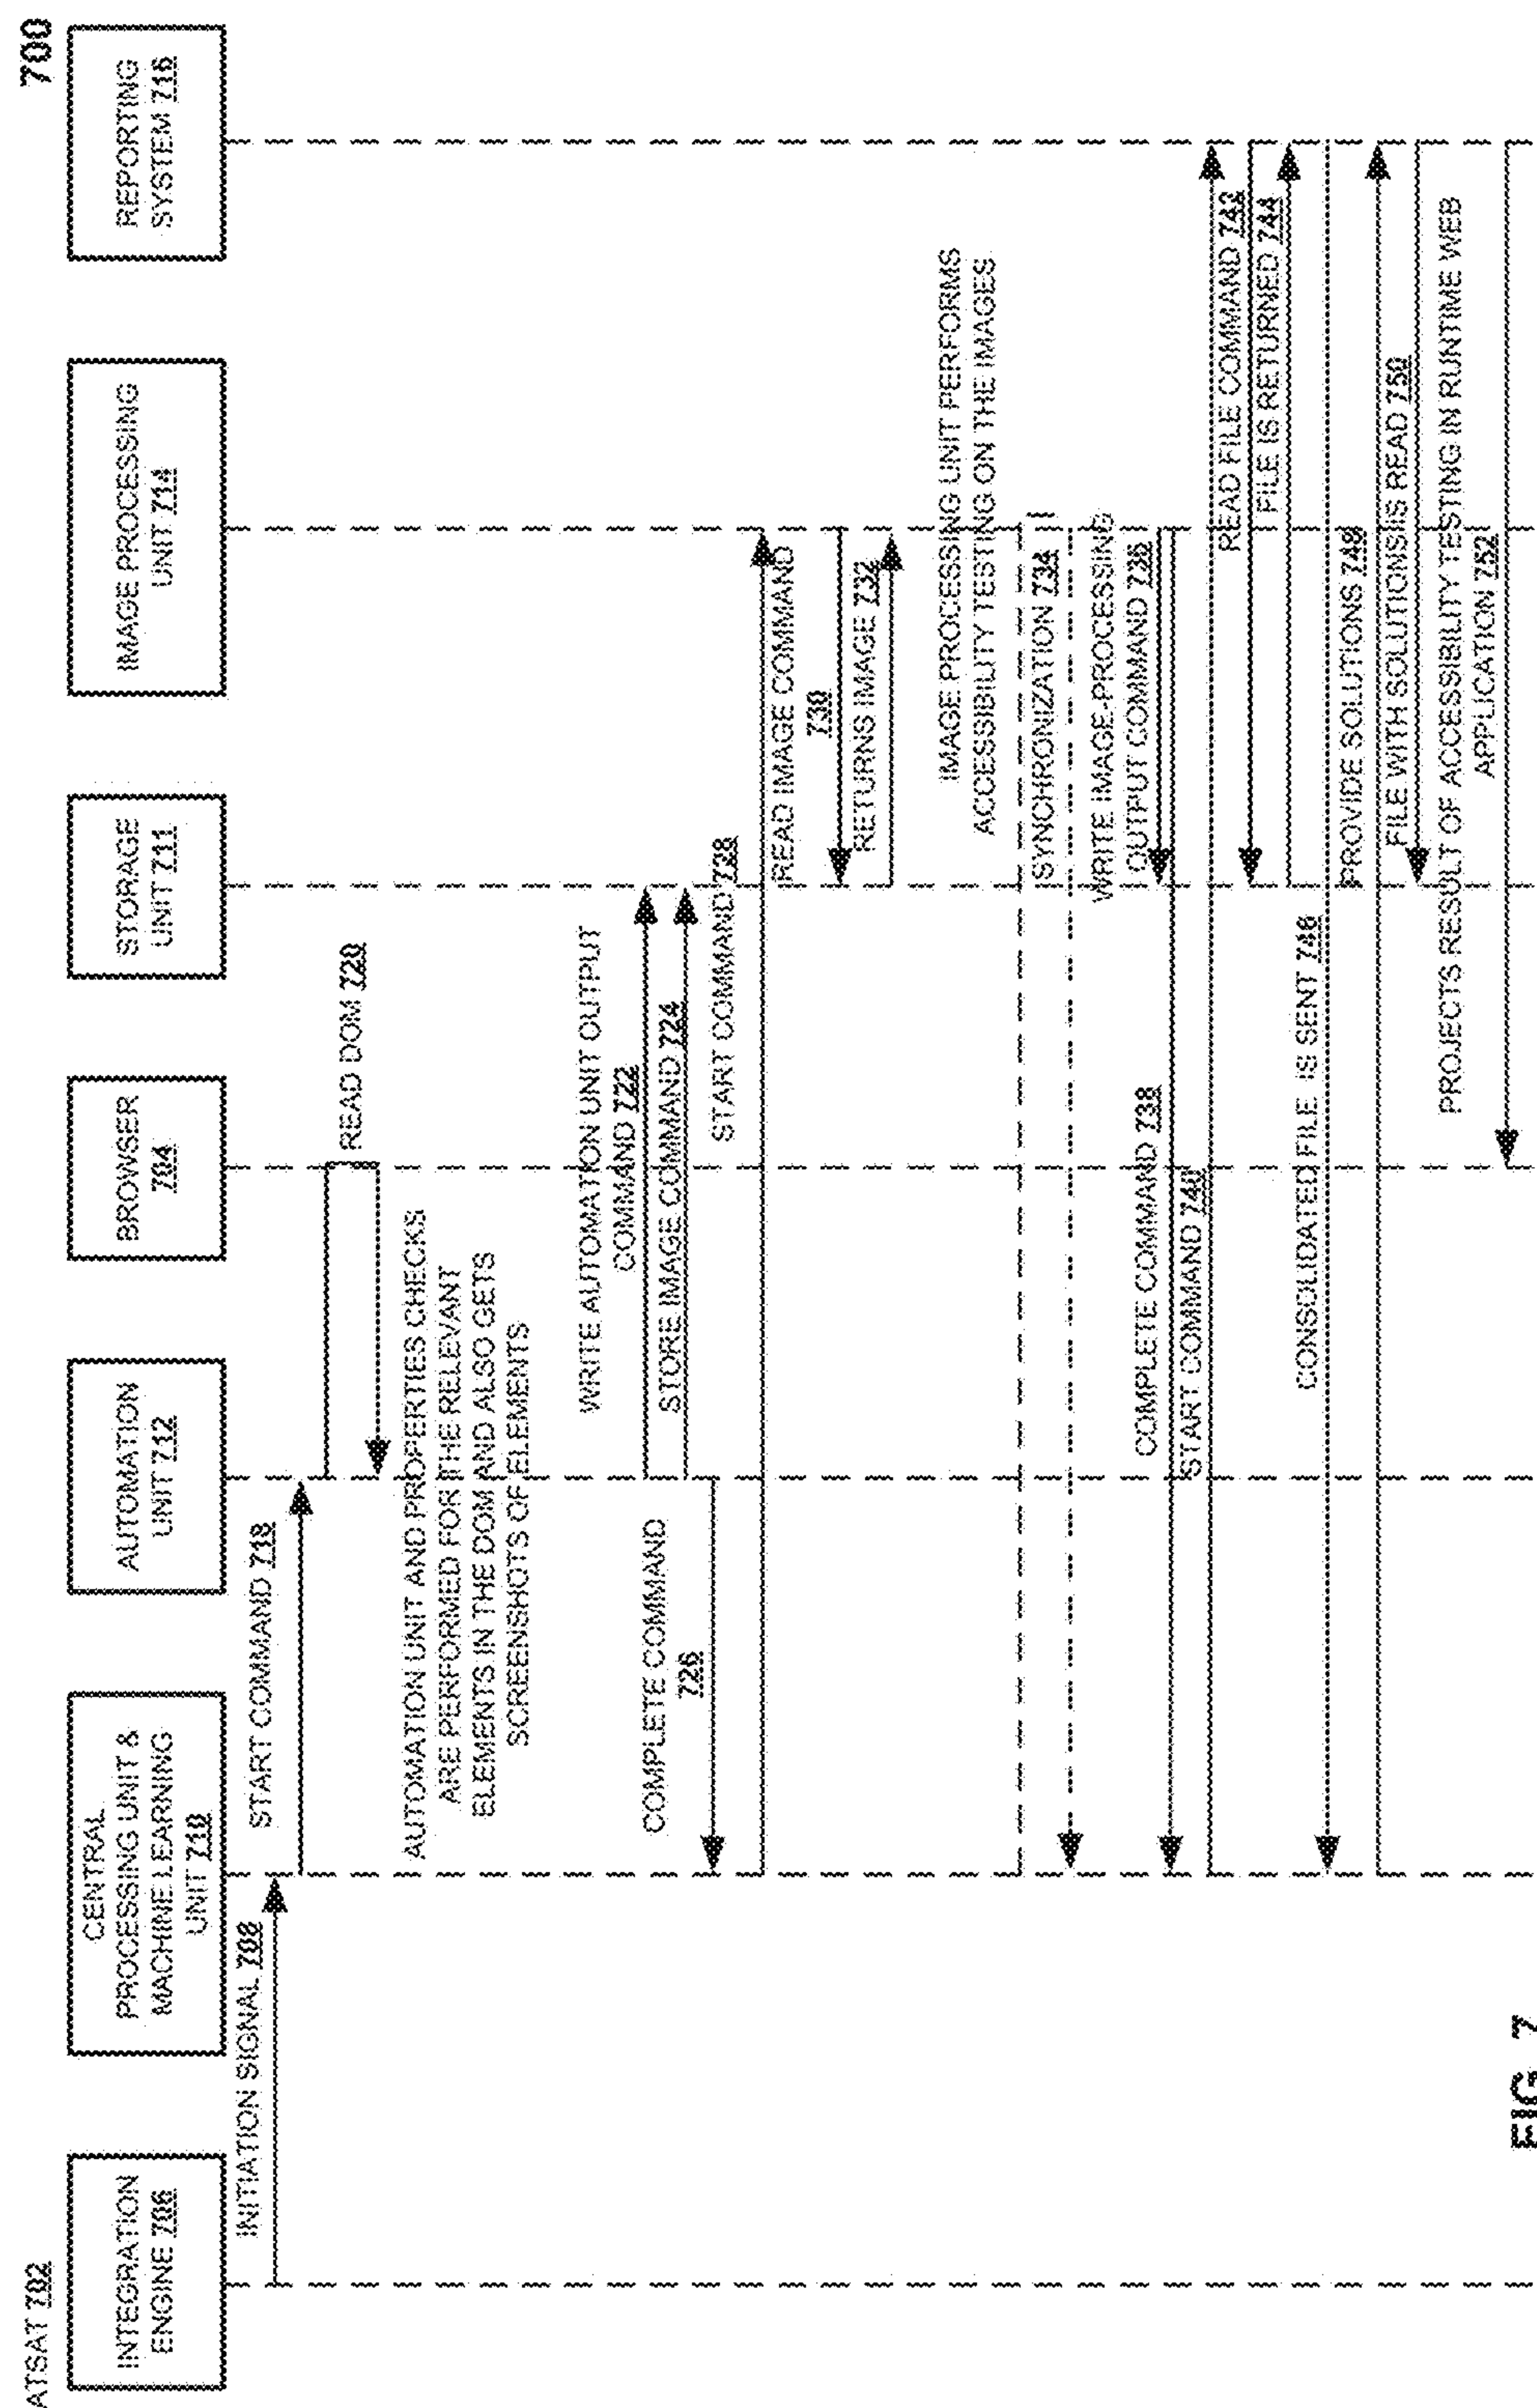 700
ATSAT 702
INTEGRATION
ENGINE 706
CENTRAL
PROCESSING UNIT &
MACHINE LEARNING
UNIT 710
AUTOMATION
UNIT 712
BROWSER
704
STORAGE
UNIT 711
IMAGE PROCESSING
UNIT 714
REPORTING
SYSTEM 716
INITIATION SIGNAL 708
START COMMAND 718
READ DOM 720
AUTOMATION UNIT AND PROPERTIES CHECKS
ARE PERFORMED FOR THE RELEVANT
ELEMENTS IN THE DOM AND ALSO GETS
SCREENSHOTS OF ELEMENTS
WRITE AUTOMATION UNIT OUTPUT
COMMAND 722
STORE IMAGE COMMAND 724
COMPLETE COMMAND
726
START COMMAND 728
READ IMAGE COMMAND
730
RETURNS IMAGE 732
IMAGE PROCESSING UNIT PERFORMS
ACCESSIBILITY TESTING ON THE IMAGES
SYNCHRONIZATION 734
WRITE IMAGE-PROCESSING
OUTPUT COMMAND 736
COMPLETE COMMAND 738
START COMMAND 740
READ FILE COMMAND 742
FILE IS RETURNED 744
CONSOLIDATED FILE IS SENT 746
PROVIDE SOLUTIONS 748
FILE WITH SOLUTIONSIS READ 750
PROJECTS RESULT OF ACCESSIBILITY TESTING IN RUNTIME WEB
APPLICATION 752
FIG. 7